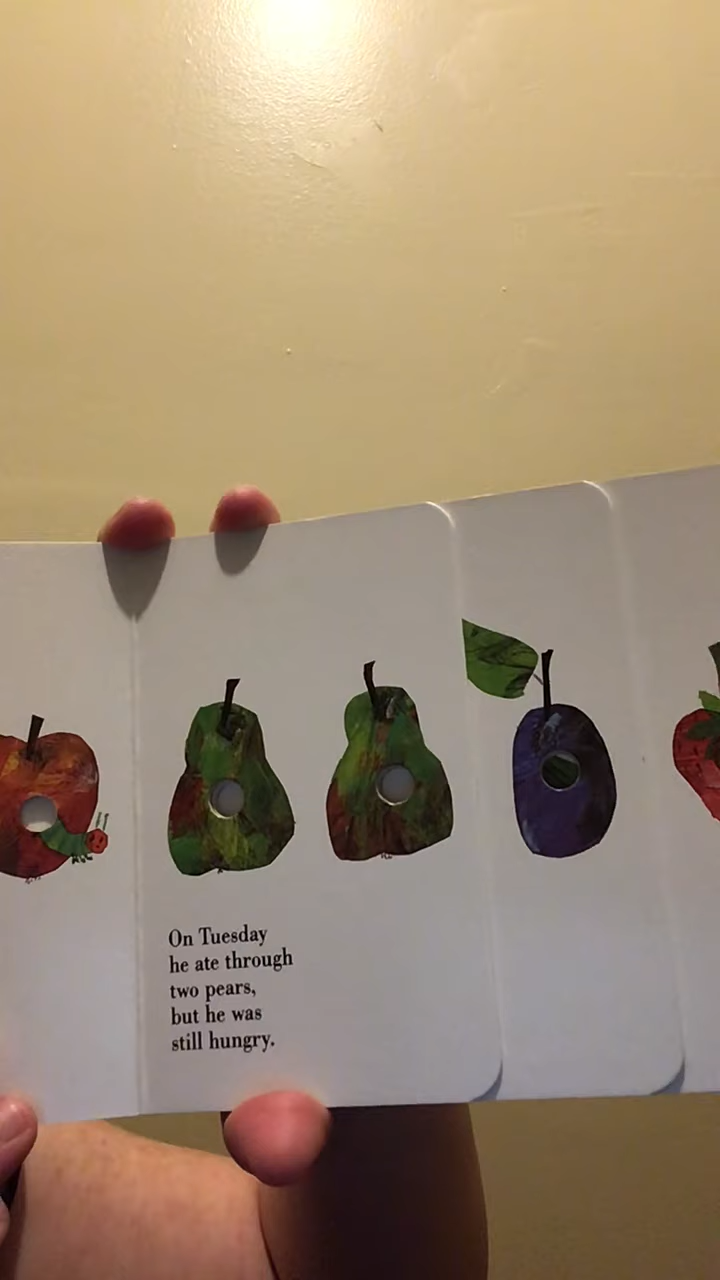 On Tuesday
he ate through
two pears,
but he was
still hungry.